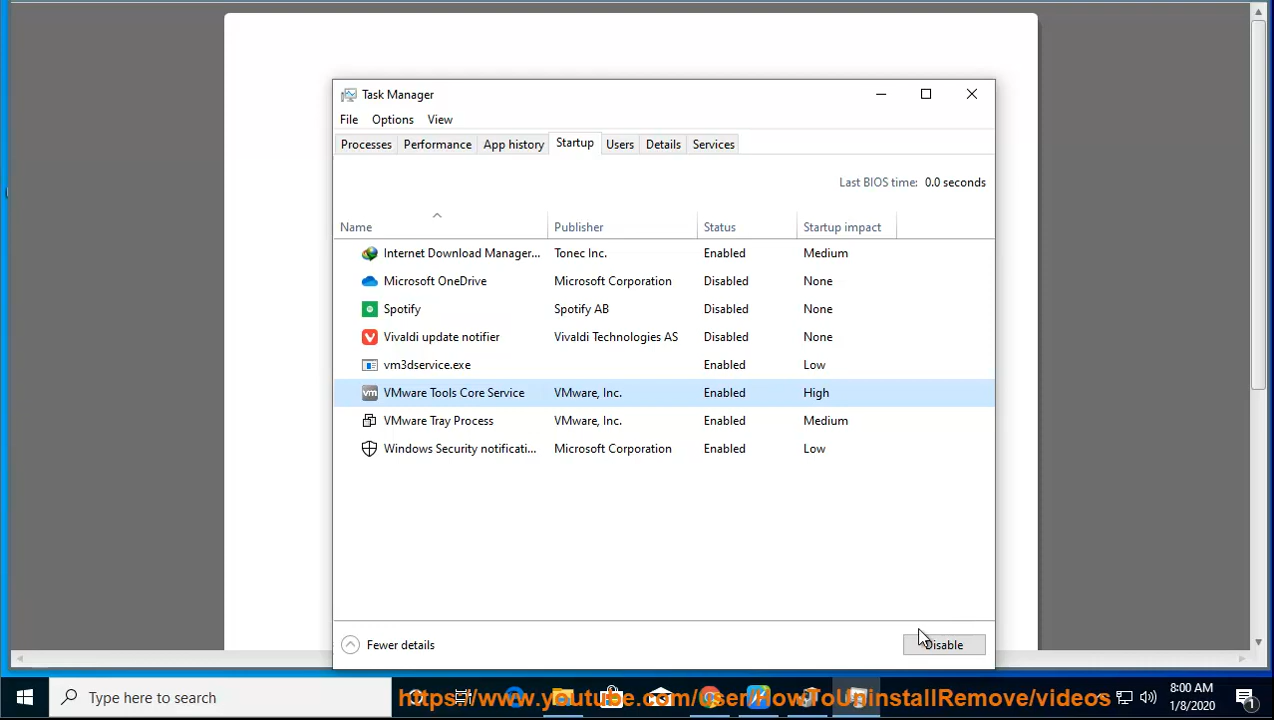 Task Manager
File Options View
Processes Performance App history Startup Users Details Services
Last BIOS time: 0.0 seconds
Name Publisher Status Startup impact
Internet Download Manager... Tonec Inc. Enabled Medium
Microsoft OneDrive Microsoft Corporation Disabled None
Spotify Spotify AB Disabled None
Vivaldi update notifier Vivaldi Technologies AS Disabled None
vm3dservice.exe Enabled Low
vm VMware Tools Core Service VMware, Inc. Enabled High
VMware Tray Process VMware, Inc. Enabled Medium
Windows Security notificati... Microsoft Corporation Enabled Low
Fewer details Disable
Type here to search https://www.youtube.com/user/HowToUninstallRemove/videos 8:00 AM
1/8/2020 1